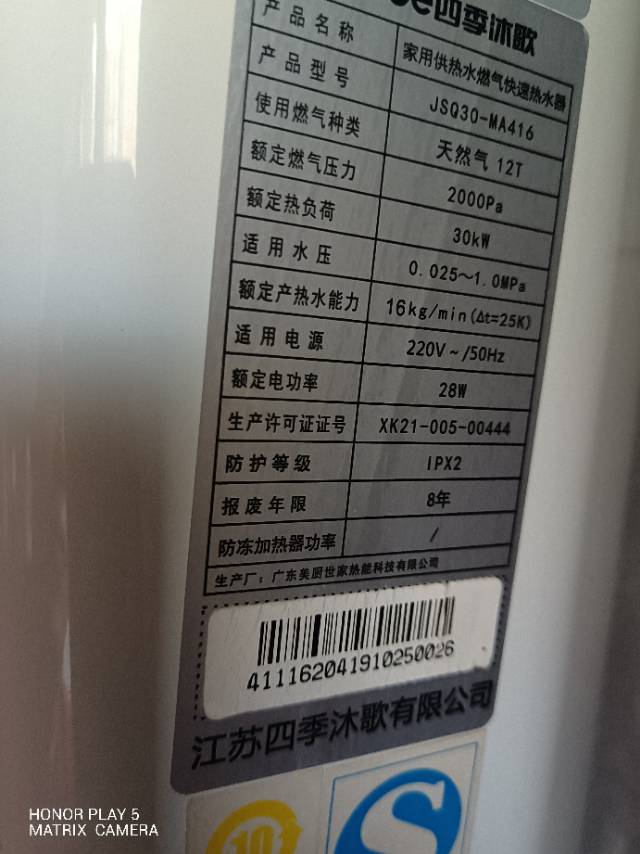 四季沐歌
产品名称 家用供热水燃气快速热水器
产品型号 JSQ30-MA416
使用燃气种类 天然气 12T
额定燃气压力 2000Pa
额定热负荷 30kW
适用水压 0.025~1.0MPa
额定产热水能力 16kg/min(Δt=25K)
适用电源 220V~/50Hz
额定电功率 28W
生产许可证证号 XK21-005-00444
防护等级 IPX2
报废年限 8年
防冻加热器功率 /
生产厂：广东美厨世家热能科技有限公司
411162041910250026
江苏四季沐歌有限公司
10
S
HONOR PLAY 5
MATRIX CAMERA